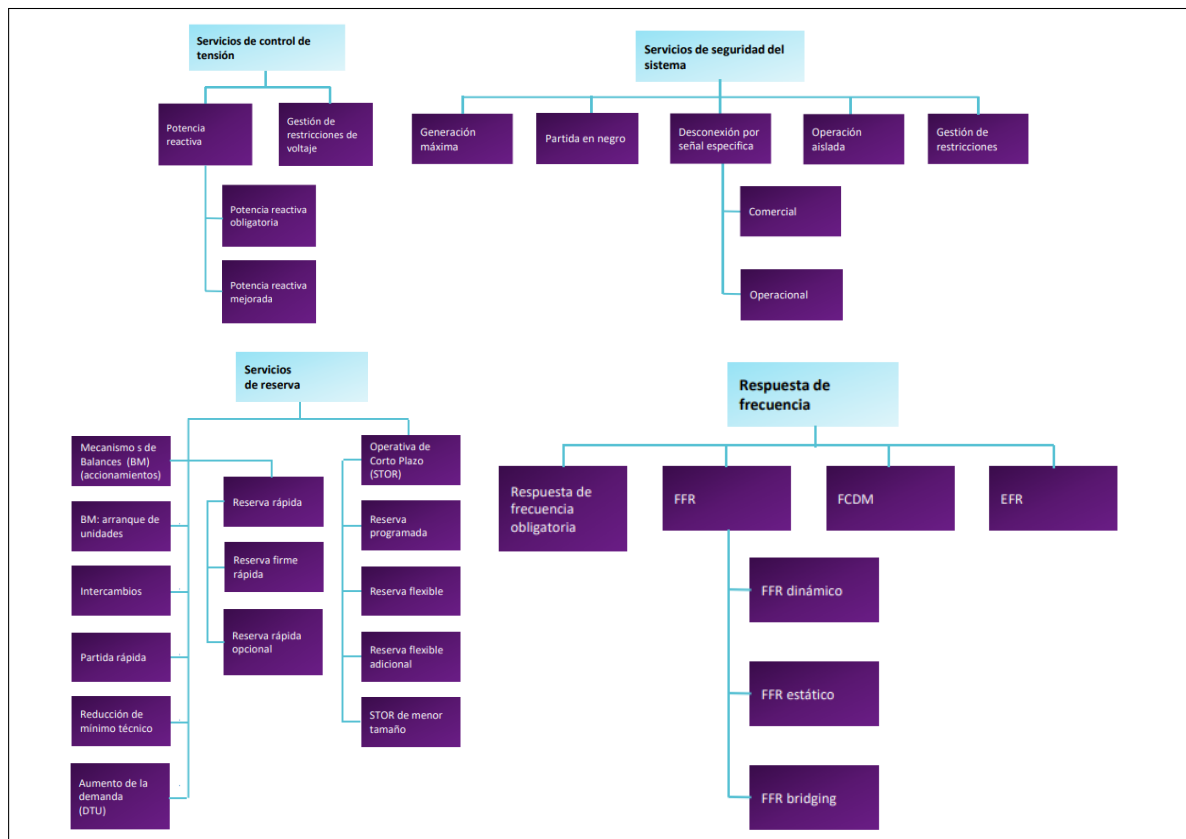 Servicios de control de
tensión
Potencia
reactiva
Gestión de
restricciones de
voltaje
Potencia reactiva
obligatoria
Potencia reactiva
mejorada
Servicios de seguridad del
sistema
Generación
máxima
Partida en negro
Desconexión por
señal especifica
Operación
aislada
Gestión de
restricciones
Comercial
Operacional
Servicios
de reserva
Mecanismo s de
Balances (BM)
(accionamientos)
BM: arranque de
unidades
Intercambios
Partida rápida
Reducción de
mínimo técnico
Aumento de la
demanda
(DTU)
Reserva rápida
Reserva firme
rápida
Reserva rápida
opcional
Operativa de
Corto Plazo
(STOR)
Reserva
programada
Reserva flexible
Reserva flexible
adicional
STOR de menor
tamaño
Respuesta de
frecuencia
Respuesta de
frecuencia
obligatoria
FFR
FCDM
EFR
FFR dinámico
FFR estático
FFR bridging